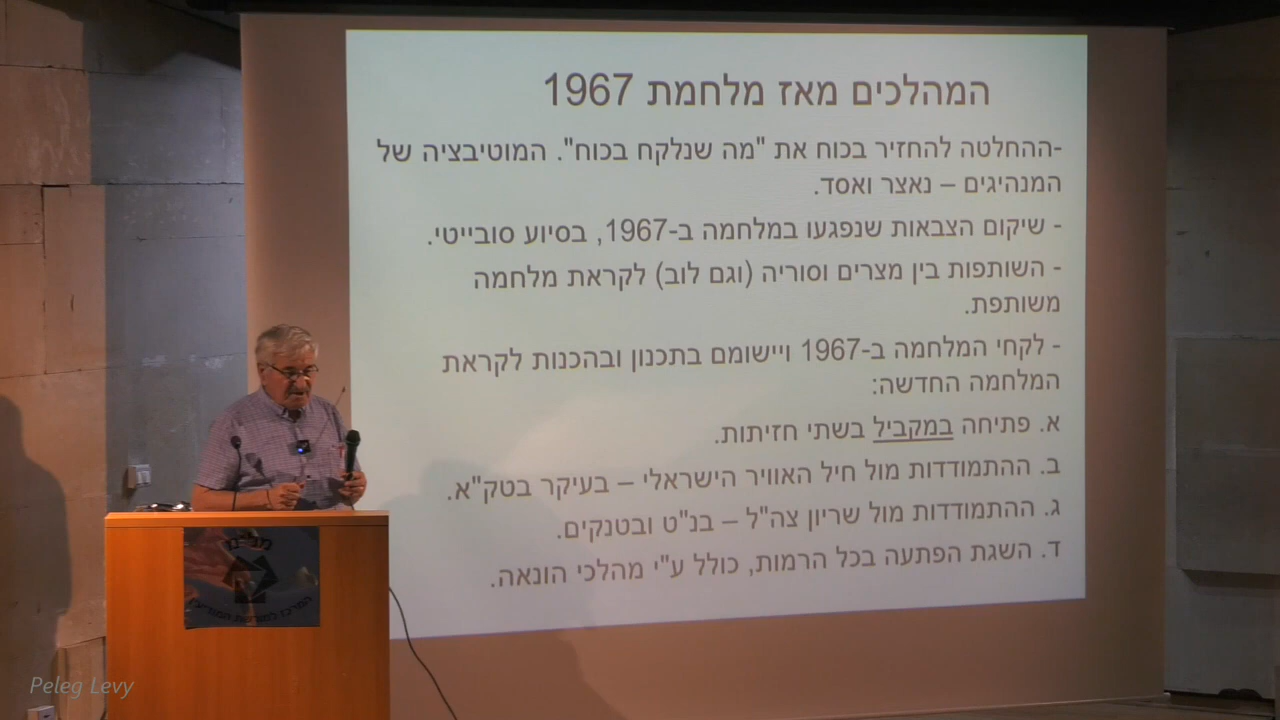 המהלכים מאז מלחמת 1967
-ההחלטה להחזיר בכוח את "מה שנלקח בכוח". המוטיבציה של
המנהיגים – נאצר ואסד.
- שיקום הצבאות שנפגעו במלחמה ב-1967, בסיוע סובייטי.
- השותפות בין מצרים וסוריה (וגם לוב) לקראת מלחמה
משותפת.
- לקחי המלחמה ב-1967 ויישומם בתכנון ובהכנות לקראת
המלחמה החדשה:
א. פתיחה במקביל בשתי חזיתות.
ב. ההתמודדות מול חיל האוויר הישראלי – בעיקר בטק"א.
ג. ההתמודדות מול שריון צה"ל – בנ"ט ובטנקים.
ד. השגת הפתעה בכל הרמות, כולל ע"י מהלכי הונאה.
המרכז למורשת המודיעין
Peleg Levy